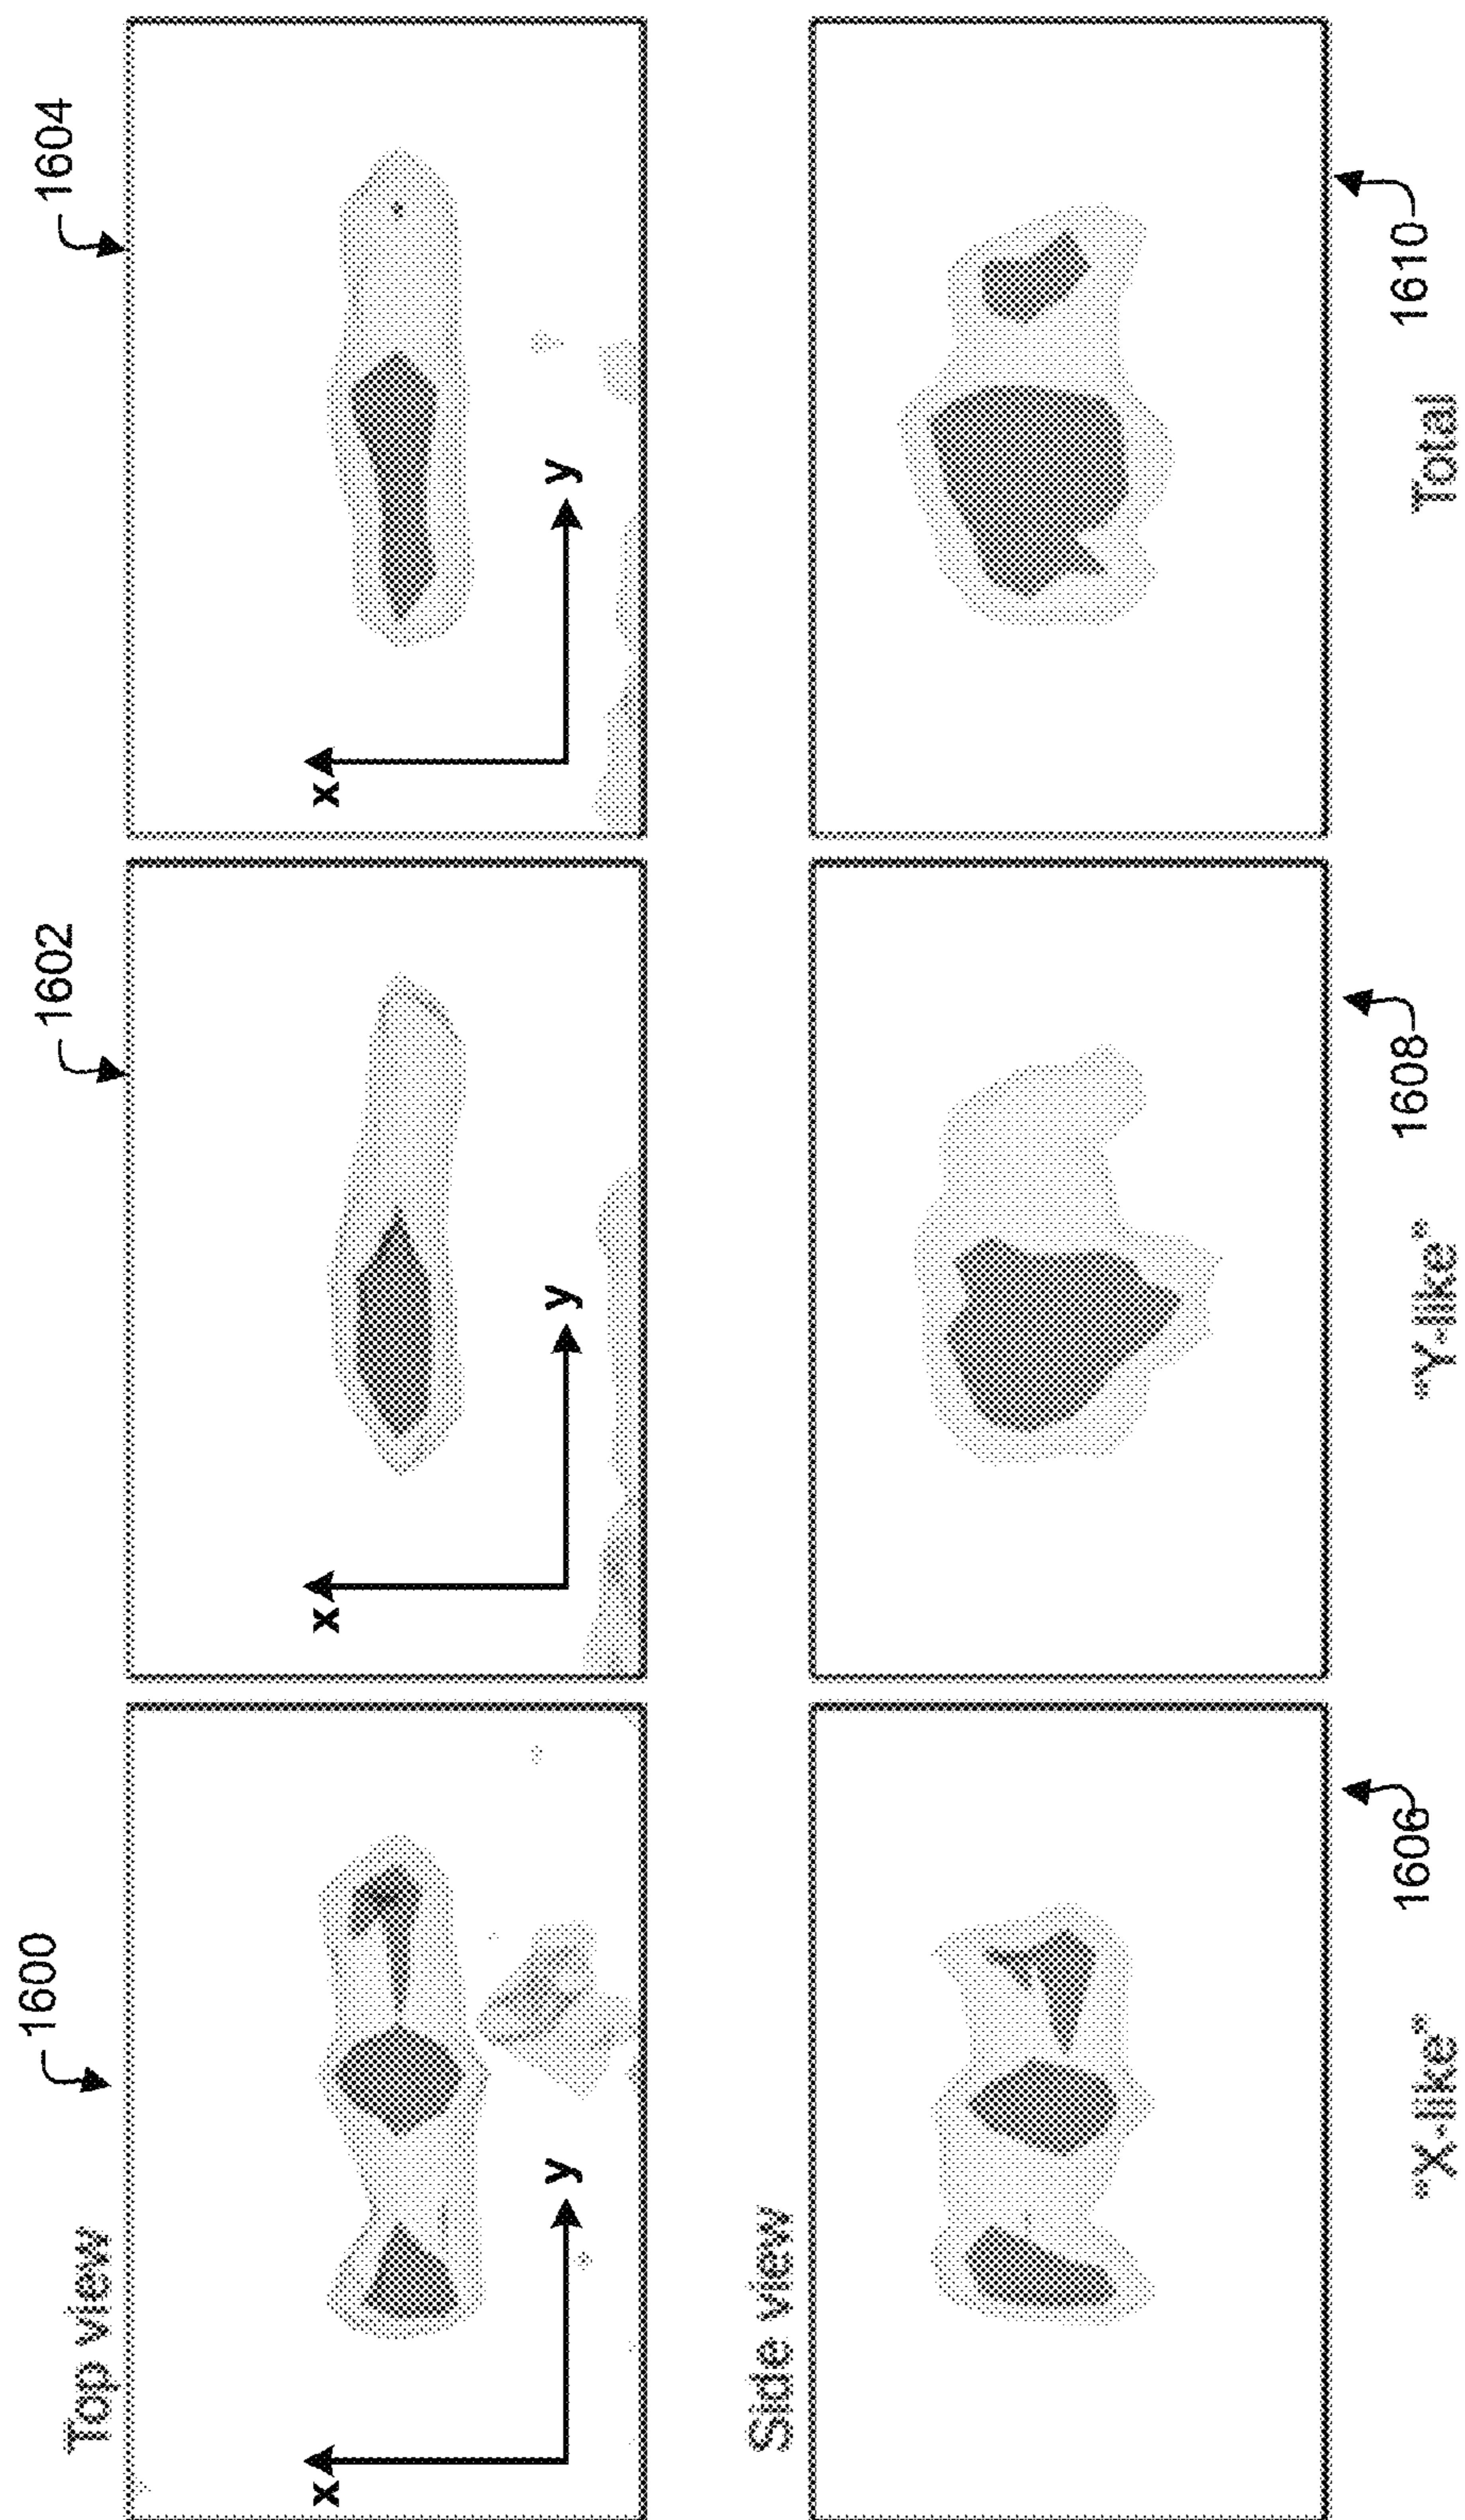 Top view
1600
1602
1604
x
y
x
y
x
y
Side view
1606
1608
1610
"X-like"
"Y-like"
Total